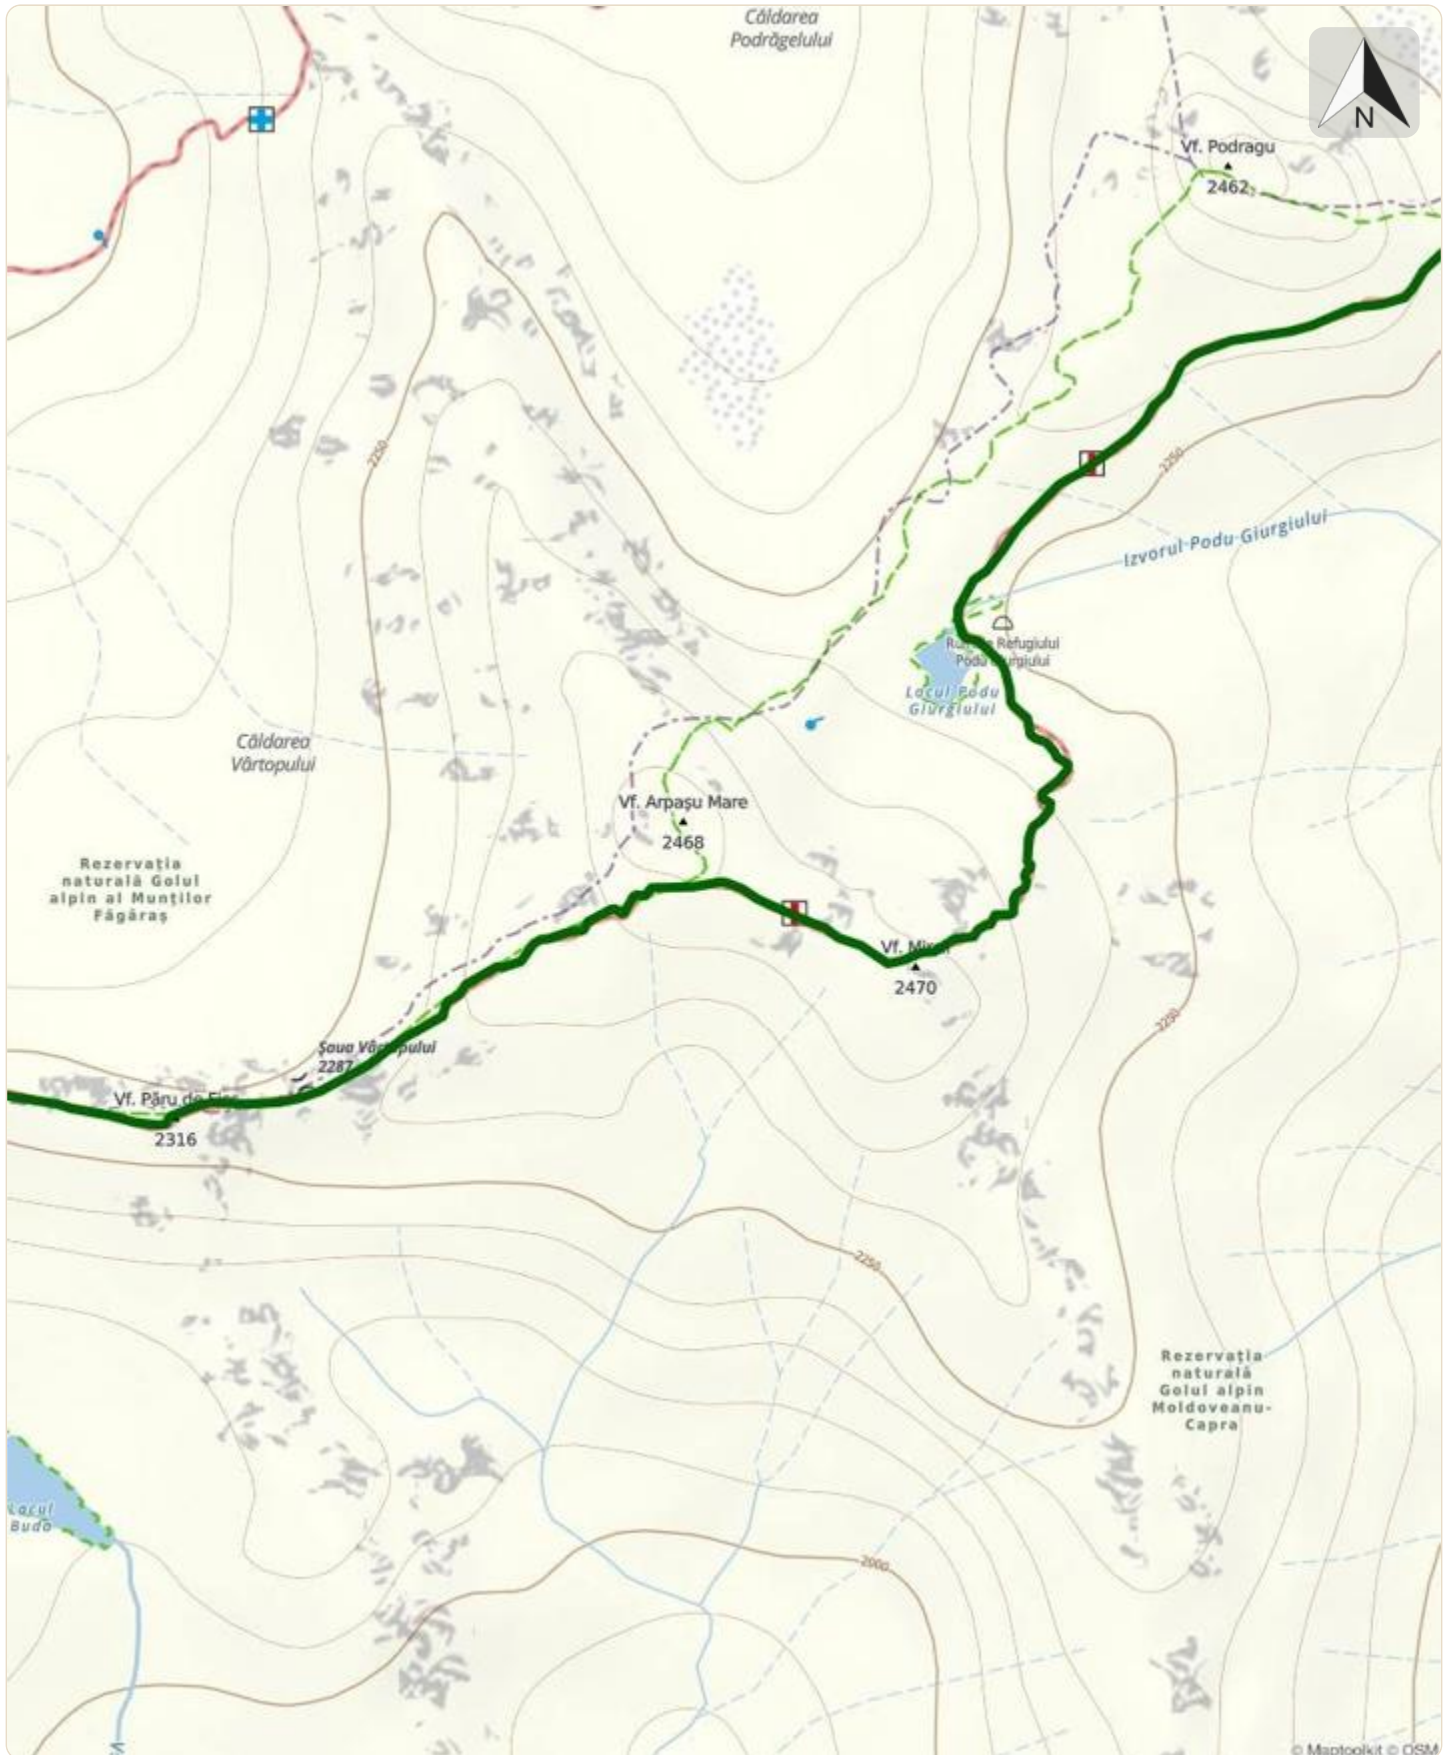 Căldarea
Podrăgelului
N
Vf. Podragu
2462
2250
2250
Izvorul Podu Giurgiului
Refugiului
Podu Giurgiului
Lacul Podu
Giurgiului
Căldarea
Vârtopului
Vf. Arpașu Mare
2468
Rezervația
naturală Golul
alpin al Munților
Făgăraș
Vf.
2470
2250
Șaua Vârtopului
2287
Vf. Păru de Fier
2316
2250
Rezervația
naturală
Golul alpin
Moldoveanu-
Capra
Lacul
Buda
2000
© Maptoolkit © OSM